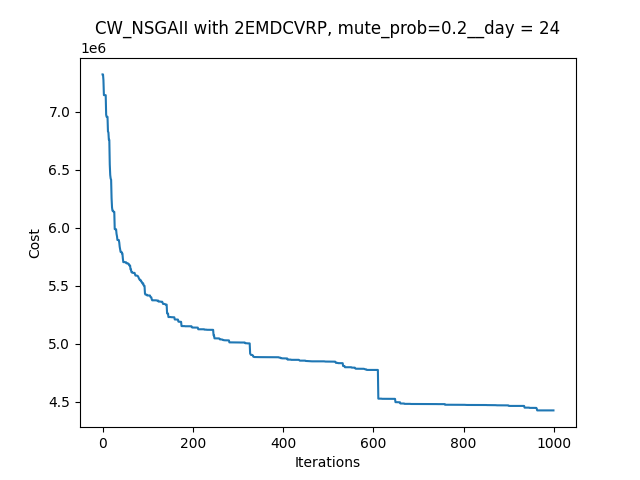 CW_NSGAII with 2EMDCVRP, mute_prob=0.2__day = 24
1e6
7.0
6.5
6.0
5.5
5.0
4.5
Cost
0 200 400 600 800 1000
Iterations